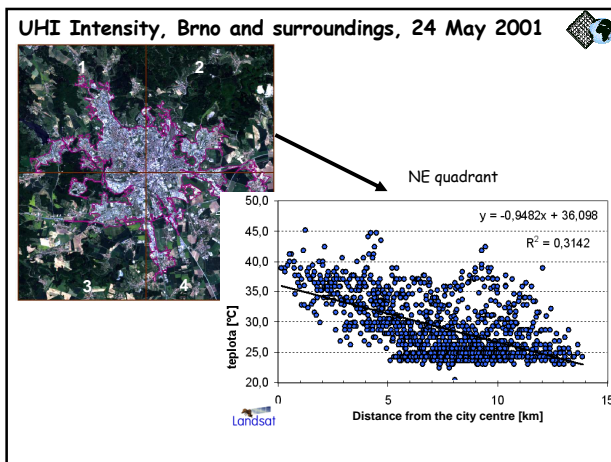 UHI Intensity, Brno and surroundings, 24 May 2001
1
2
3
4
NE quadrant
y = -0,9482x + 36,098
R² = 0,3142
teplota [°C]
50,0
45,0
40,0
35,0
30,0
25,0
20,0
0
5
10
15
Distance from the city centre [km]
Landsat